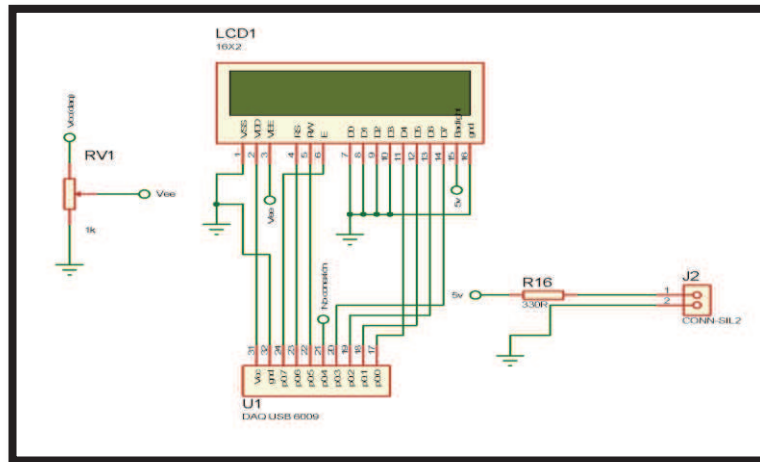 LCD1
16X2
VSS
VDD
VEE
RS
RW
E
D0
D1
D2
D3
D4
D5
D6
D7
Backlight
gnd
1
2
3
4
5
6
7
8
9
10
11
12
13
14
15
16
RV1
Vee
1k
Vee
5v
5v
R16
330R
J2
1
2
CONN-SIL2
31
32
24
23
22
21
20
19
18
17
Vcc
gnd
p07
p06
p05
p04
p03
p02
p01
p00
U1
DAQ USB 6009